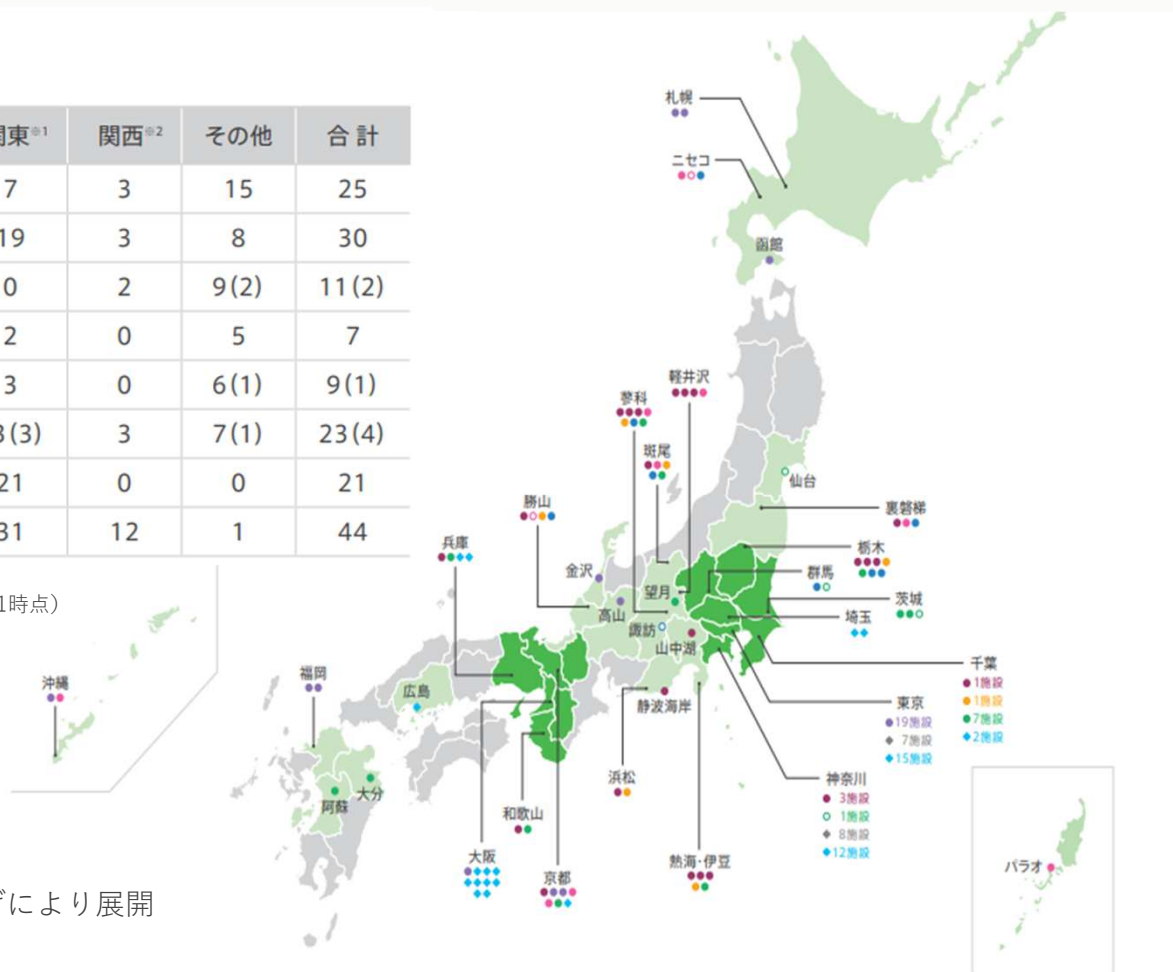 関東※1 関西※2 その他 合計
7 3 15 25
19 3 8 30
0 2 9(2) 11(2)
2 0 5 7
3 0 6(1) 9(1)
3(3) 3 7(1) 23(4)
21 0 0 21
31 12 1 44
1時点)
により展開
札幌
ニセコ
函館
軽井沢
蓼科
斑尾
仙台
勝山
裏磐梯
兵庫
栃木
金沢
群馬
望月
茨城
高山
埼玉
諏訪
山中湖
千葉
1施設
1施設
7施設
2施設
沖縄
福岡
広島
静波海岸
東京
19施設
7施設
15施設
浜松
神奈川
3施設
1施設
8施設
12施設
阿蘇
大分
和歌山
大阪
京都
熱海・伊豆
パラオ